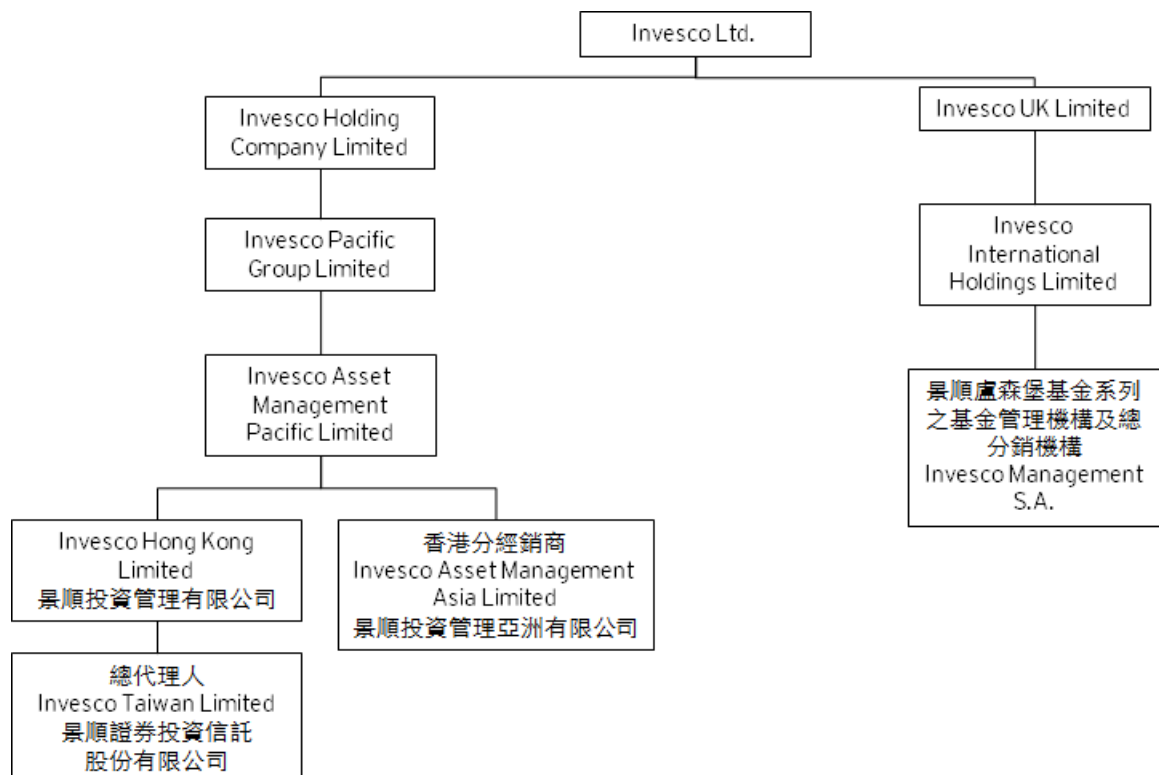 Invesco Ltd.
Invesco Holding
Company Limited
Invesco UK Limited
Invesco Pacific
Group Limited
Invesco
International
Holdings Limited
Invesco Asset
Management
Pacific Limited
景順盧森堡基金系列
之基金管理機構及總
分銷機構
Invesco Management
S.A.
Invesco Hong Kong
Limited
景順投資管理有限公司
香港分經銷商
Invesco Asset Management
Asia Limited
景順投資管理亞洲有限公司
總代理人
Invesco Taiwan Limited
景順證券投資信託
股份有限公司